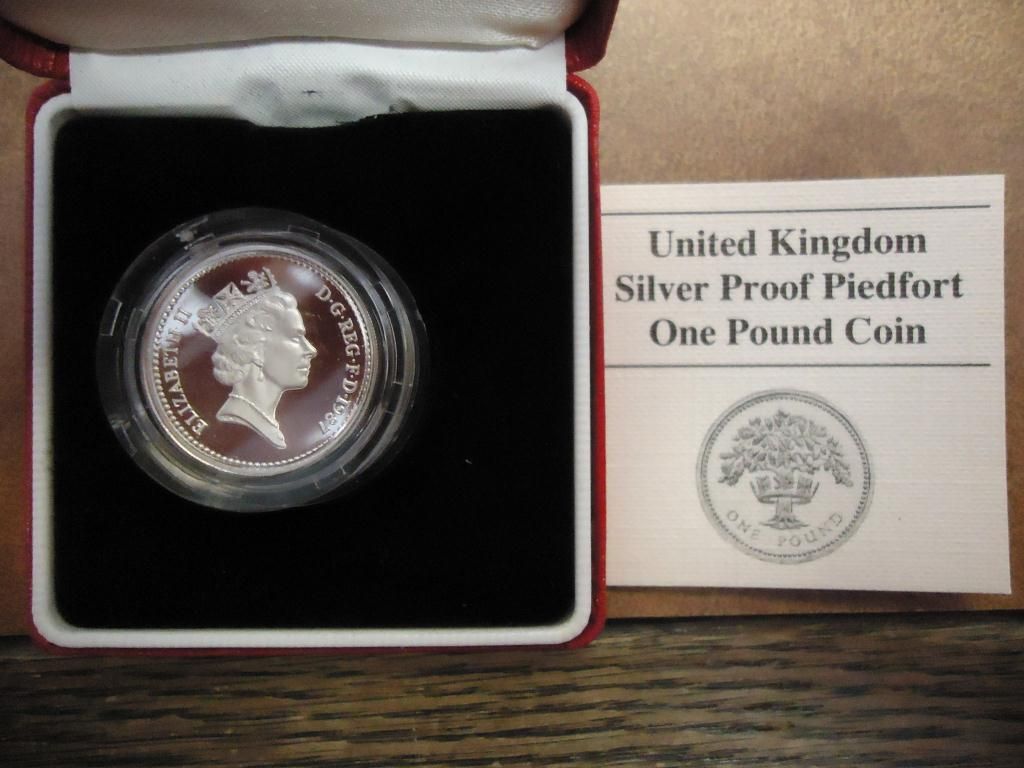 ELIZABETH II
D·G·REG·F·D·1987
United Kingdom
Silver Proof Piedfort
One Pound Coin
ONE POUND